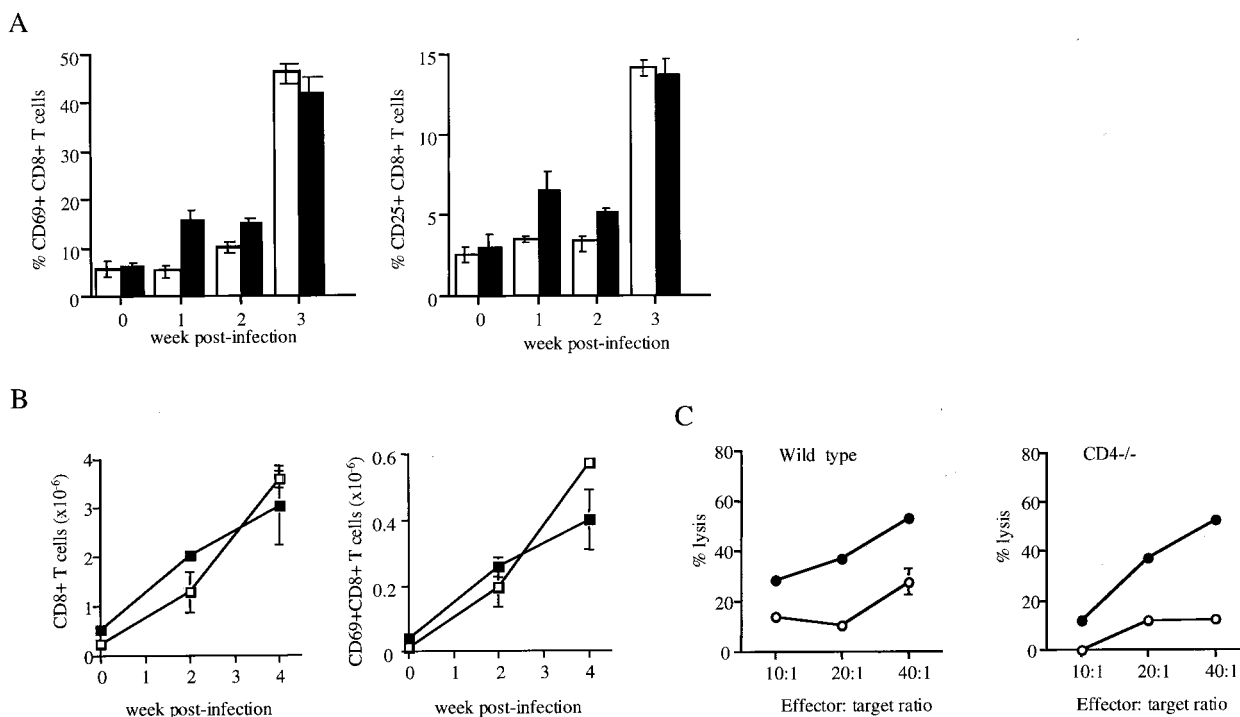 A
% CD69+ CD8+ T cells
50
40
30
20
10
0
0 1 2 3
week post-infection
% CD25+ CD8+ T cells
15
10
5
0
0 1 2 3
week post-infection
B
CD8+ T cells (x10-6)
4
3
2
1
0
0 1 2 3 4
week post-infection
CD69+CD8+ T cells (x10-6)
0.6
0.4
0.2
0
0 1 2 3 4
week post-infection
C
Wild type
% lysis
80
60
40
20
0
10:1 20:1 40:1
Effector: target ratio
CD4-/-
% lysis
80
60
40
20
0
10:1 20:1 40:1
Effector: target ratio